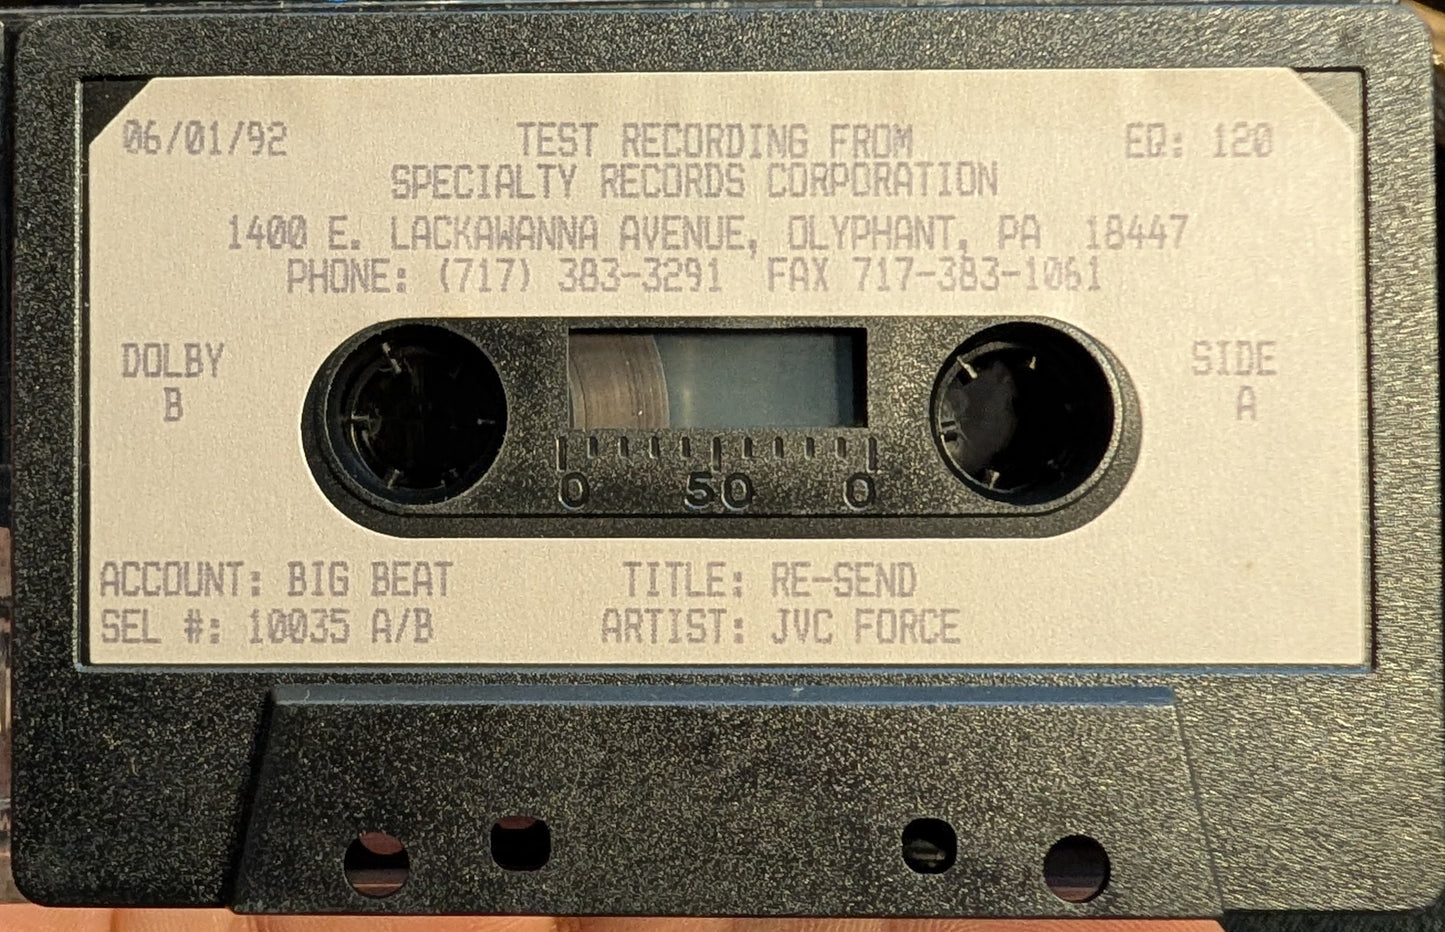 06/01/92 TEST RECORDING FROM EQ: 120
SPECIALTY RECORDS CORPORATION
1400 E. LACKAWANNA AVENUE, OLYPHANT, PA 18447
PHONE: (717) 383-3291 FAX 717-383-1061
DOLBY SIDE
B A
0 50 0
ACCOUNT: BIG BEAT TITLE: RE-SEND
SEL #: 10035 A/B ARTIST: JVC FORCE